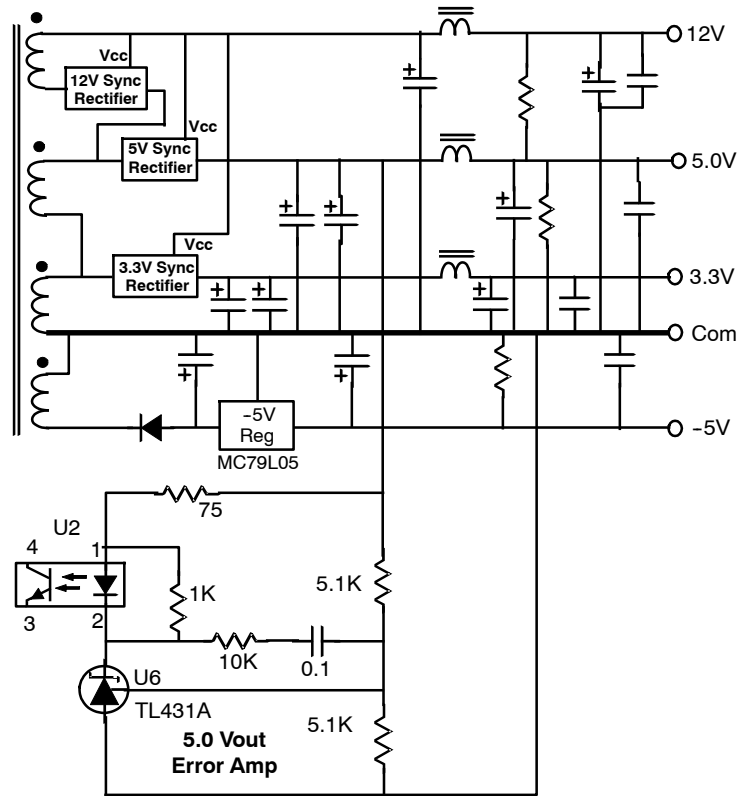 12V
Vcc
12V Sync
Rectifier
Vcc
5V Sync
Rectifier
5.0V
Vcc
3.3V Sync
Rectifier
3.3V
Com
-5V
Reg
-5V
MC79L05
75
U2
4
1
5.1K
1K
3
2
10K
0.1
U6
TL431A
5.1K
5.0 Vout
Error Amp
+
+
+
+
+
+
+
+
+
+